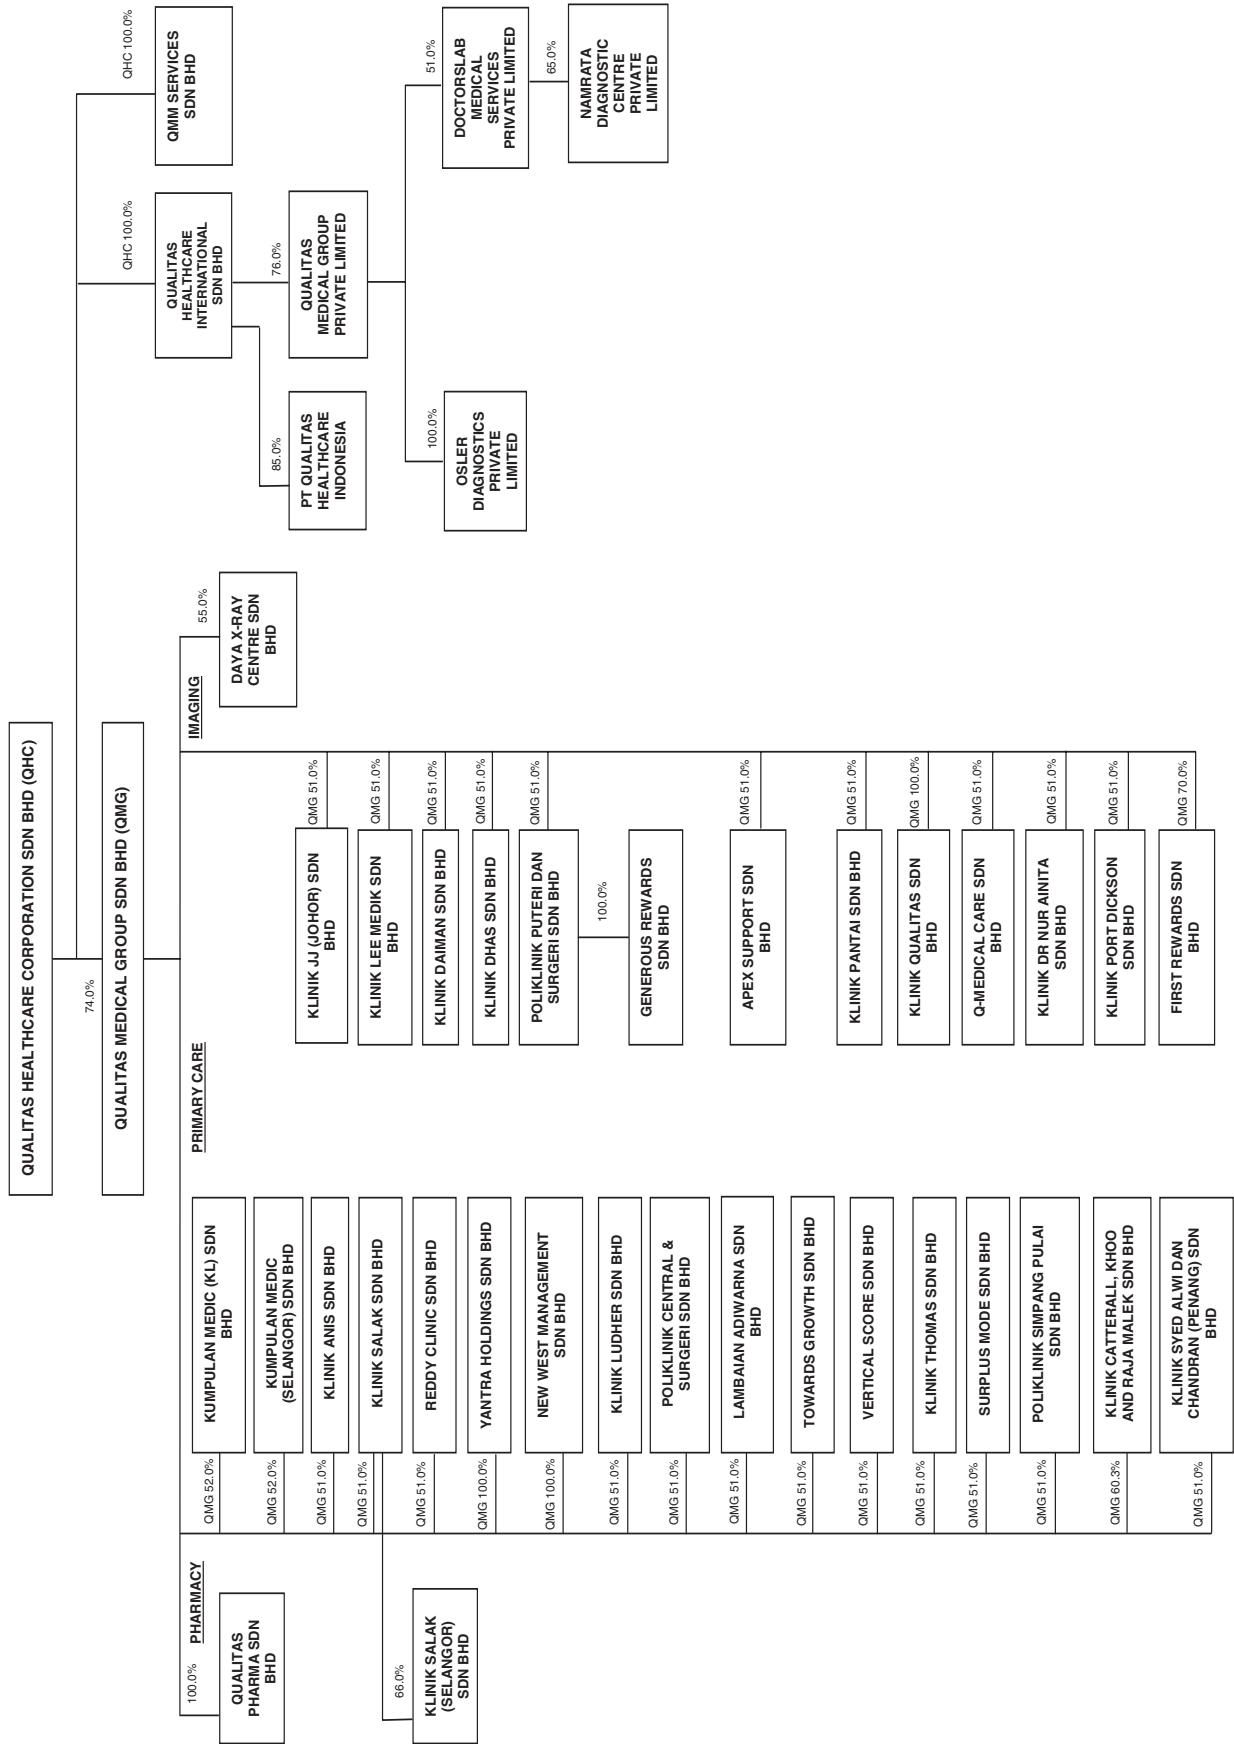 QUALITAS HEALTHCARE CORPORATION SDN BHD (QHC)
74.0%
QUALITAS MEDICAL GROUP SDN BHD (QMG)
QHC 100.0%
QUALITAS
HEALTHCARE
INTERNATIONAL
SDN BHD
QHC 100.0%
QMM SERVICES
SDN BHD
85.0%
PT QUALITAS
HEALTHCARE
INDONESIA
76.0%
QUALITAS
MEDICAL GROUP
PRIVATE LIMITED
100.0%
OSLER
DIAGNOSTICS
PRIVATE
LIMITED
51.0%
DOCTORSLAB
MEDICAL
SERVICES
PRIVATE LIMITED
65.0%
NAMRATA
DIAGNOSTIC
CENTRE
PRIVATE
LIMITED
100.0%
PHARMACY
QUALITAS
PHARMA SDN
BHD
66.0%
KLINIK SALAK
(SELANGOR)
SDN BHD
PRIMARY CARE
QMG 52.0%
KUMPULAN MEDIC (KL) SDN
BHD
QMG 52.0%
KUMPULAN MEDIC
(SELANGOR) SDN BHD
QMG 51.0%
KLINIK ANIS SDN BHD
QMG 51.0%
KLINIK SALAK SDN BHD
QMG 51.0%
REDDY CLINIC SDN BHD
QMG 100.0%
YANTRA HOLDINGS SDN BHD
QMG 100.0%
NEW WEST MANAGEMENT
SDN BHD
QMG 51.0%
KLINIK LUDHER SDN BHD
QMG 51.0%
POLIKLINK CENTRAL &
SURGERI SDN BHD
QMG 51.0%
LAMBAIAN ADIWARNA SDN
BHD
QMG 51.0%
TOWARDS GROWTH SDN BHD
QMG 51.0%
VERTICAL SCORE SDN BHD
QMG 51.0%
KLINIK THOMAS SDN BHD
QMG 51.0%
SURPLUS MODE SDN BHD
QMG 51.0%
POLIKLINIK SIMPANG PULAI
SDN BHD
QMG 60.3%
KLINIK CATTERALL, KHOO
AND RAJA MALEK SDN BHD
QMG 51.0%
KLINIK SYED ALWI DAN
CHANDRAN (PENANG) SDN
BHD
KLINIK JJ (JOHOR) SDN
BHD
QMG 51.0%
KLINIK LEE MEDIK SDN
BHD
QMG 51.0%
KLINIK DAIMAN SDN BHD
QMG 51.0%
KLINIK DHAS SDN BHD
QMG 51.0%
POLIKLINIK PUTERI DAN
SURGERI SDN BHD
QMG 51.0%
100.0%
GENEROUS REWARDS
SDN BHD
APEX SUPPORT SDN
BHD
QMG 51.0%
KLINIK PANTAI SDN BHD
QMG 51.0%
KLINIK QUALITAS SDN
BHD
QMG 100.0%
Q-MEDICAL CARE SDN
BHD
QMG 51.0%
KLINIK DR NUR AINITA
SDN BHD
QMG 51.0%
KLINIK PORT DICKSON
SDN BHD
QMG 51.0%
FIRST REWARDS SDN
BHD
QMG 70.0%
IMAGING
55.0%
DAYA X-RAY
CENTRE SDN
BHD